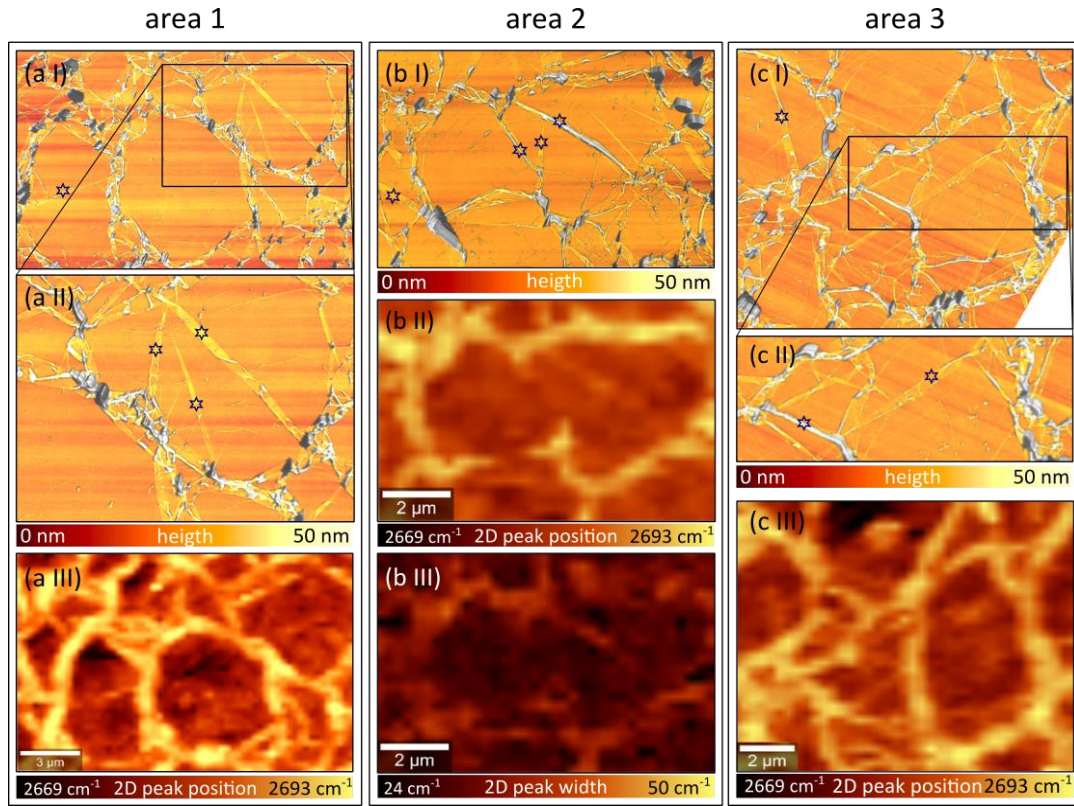 area 1
area 2
area 3
(a I)
(a II)
0 nm heigth 50 nm
(a III)
3 μm
2669 cm⁻¹ 2D peak position 2693 cm⁻¹
(b I)
0 nm heigth 50 nm
(b II)
2 μm
2669 cm⁻¹ 2D peak position 2693 cm⁻¹
(b III)
2 μm
24 cm⁻¹ 2D peak width 50 cm⁻¹
(c I)
(c II)
0 nm heigth 50 nm
(c III)
2 μm
2669 cm⁻¹ 2D peak position 2693 cm⁻¹